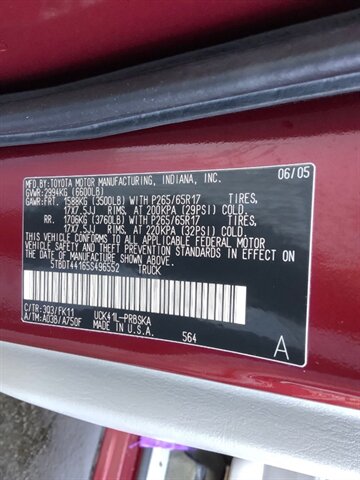 MFD. BY: TOYOTA MOTOR MANUFACTURING, INDIANA, INC. 06/05
GVWR: 2994KG (6600LB)
GAWR: FRT. 1588KG (3500LB) WITH P265/65R17 TIRES,
17X7.5JJ RIMS, AT 200KPA (29PSI) COLD.
RR. 1706KG (3760LB) WITH P265/65R17 TIRES,
17X7.5JJ RIMS, AT 220KPA (32PSI) COLD.
THIS VEHICLE CONFORMS TO ALL APPLICABLE FEDERAL MOTOR
VEHICLE SAFETY, BUMPER, AND THEFT PREVENTION STANDARDS
IN EFFECT ON THE DATE OF MANUFACTURE SHOWN ABOVE.
5TBDT44165S496552 TRUCK
C/TR: 3Q3/FK11 UCK41L-PRBSKA
A/TM: A03B/A750F MADE IN U.S.A. 564 A